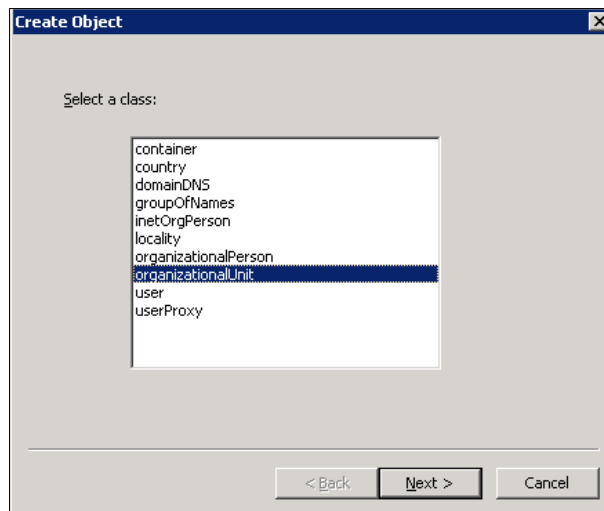 Create Object
Select a class:
container
country
domainDNS
groupOfNames
inetOrgPerson
locality
organizationalPerson
organizationalUnit
user
userProxy
< Back
Next >
Cancel